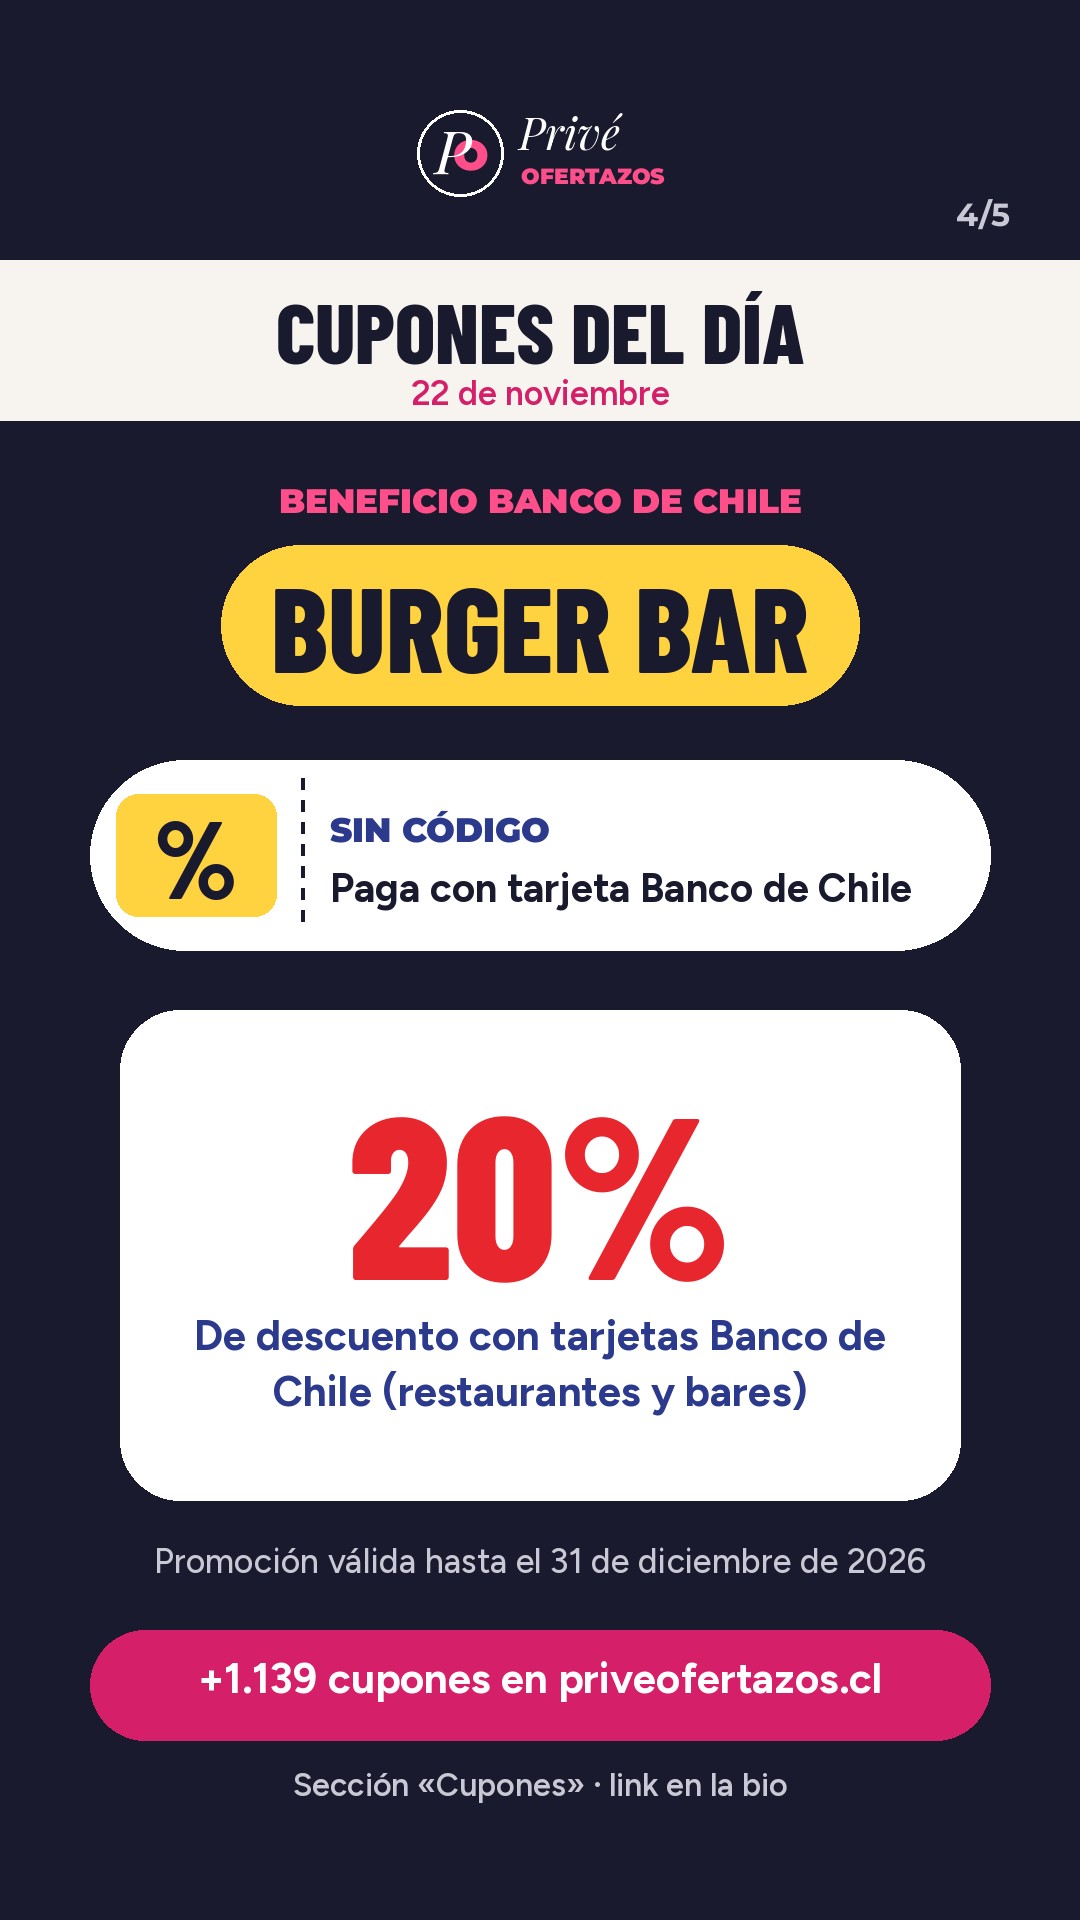 Po Privé
OFERTAZOS
4/5
CUPONES DEL DÍA
22 de noviembre
BENEFICIO BANCO DE CHILE
BURGER BAR
%
SIN CÓDIGO
Paga con tarjeta Banco de Chile
20%
De descuento con tarjetas Banco de
Chile (restaurantes y bares)
Promoción válida hasta el 31 de diciembre de 2026
+1.139 cupones en priveofertazos.cl
Sección «Cupones» · link en la bio